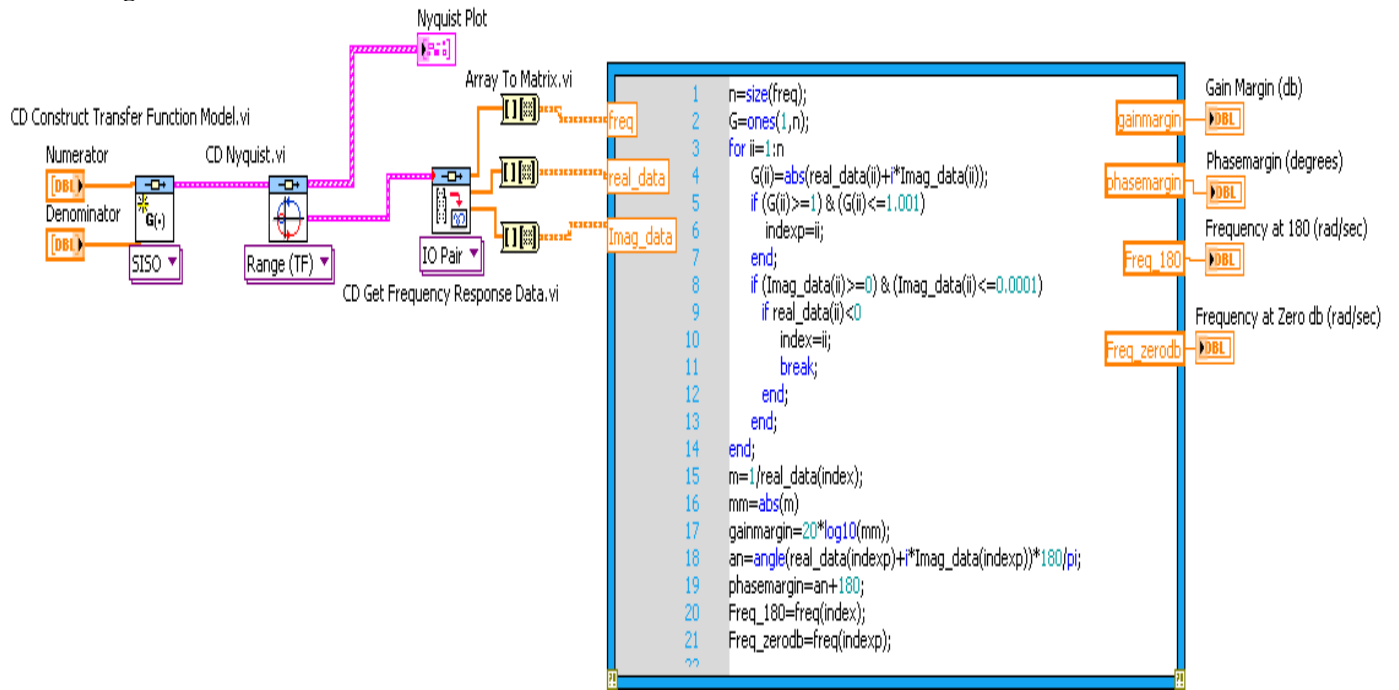 Nyquist Plot
Array To Matrix.vi
CD Construct Transfer Function Model.vi
Numerator
CD Nyquist.vi
DBL
Denominator
DBL
G(-)
SISO
Range (TF)
IO Pair
CD Get Frequency Response Data.vi
freq
real_data
Imag_data
1 n=size(freq);
2 G=ones(1,n);
3 for ii=1:n
4 G(ii)=abs(real_data(ii)+i*Imag_data(ii));
5 if (G(ii)>=1) & (G(ii)<=1.001)
6 indexp=ii;
7 end;
8 if (Imag_data(ii)>=0) & (Imag_data(ii)<=0.0001)
9 if real_data(ii)<0
10 index=ii;
11 break;
12 end;
13 end;
14 end;
15 m=1/real_data(index);
16 mm=abs(m)
17 gainmargin=20*log10(mm);
18 an=angle(real_data(indexp)+i*Imag_data(indexp))*180/pi;
19 phasemargin=an+180;
20 Freq_180=freq(index);
21 Freq_zerodb=freq(indexp);
gainmargin
Gain Margin (db)
DBL
phasemargin
Phasemargin (degrees)
DBL
Freq_180
Frequency at 180 (rad/sec)
DBL
Freq_zerodb
Frequency at Zero db (rad/sec)
DBL